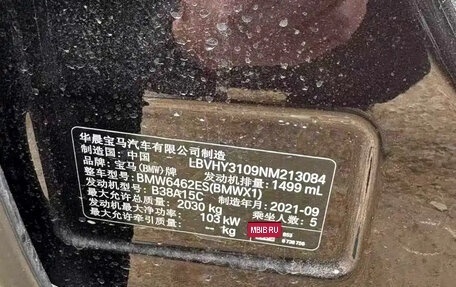 华晨宝马汽车有限公司制造
制造国：中国 LBVHY3109NM213084
品牌：宝马(BMW)牌
整车型号：BMW6462ES(BMWX1) 发动机排量：1499 mL
发动机型号：B38A15C 制造年月：2021-09
最大允许总质量：2030 kg 乘坐人数：5
发动机最大净功率：103 kW
最大允许牵引质量： kg
MBIB RU